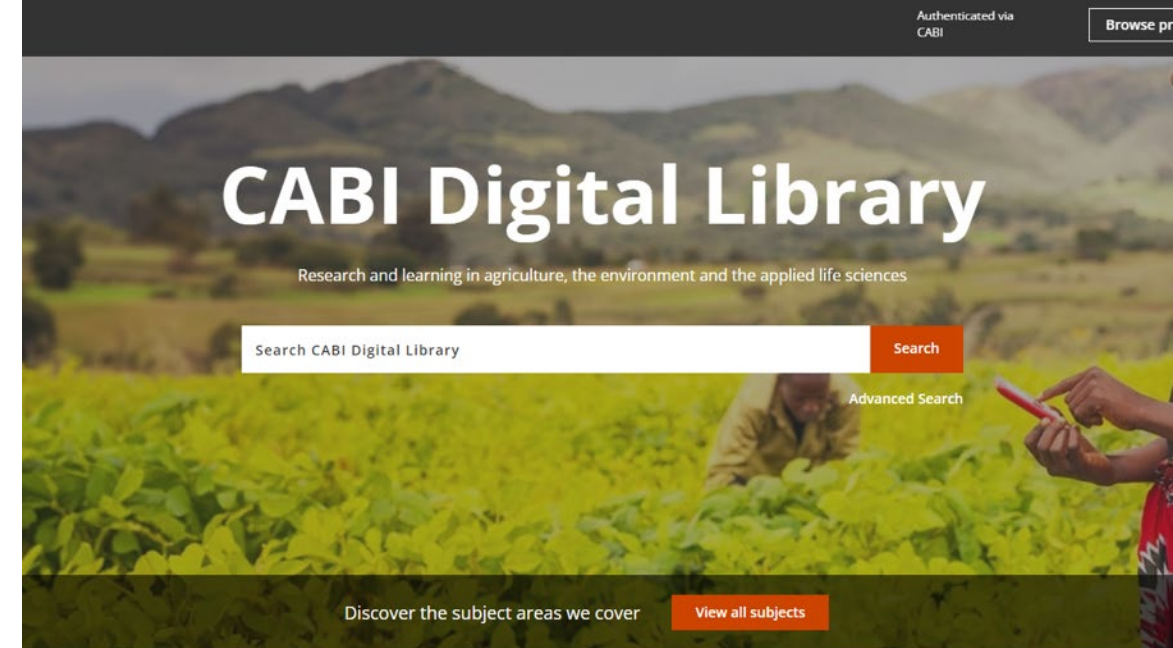 Authenticated via
CABI
Browse
CABI Digital Library
Research and learning in agriculture, the environment and the applied life sciences
Search CABI Digital Library
Search
Advanced Search
Discover the subject areas we cover
View all subjects